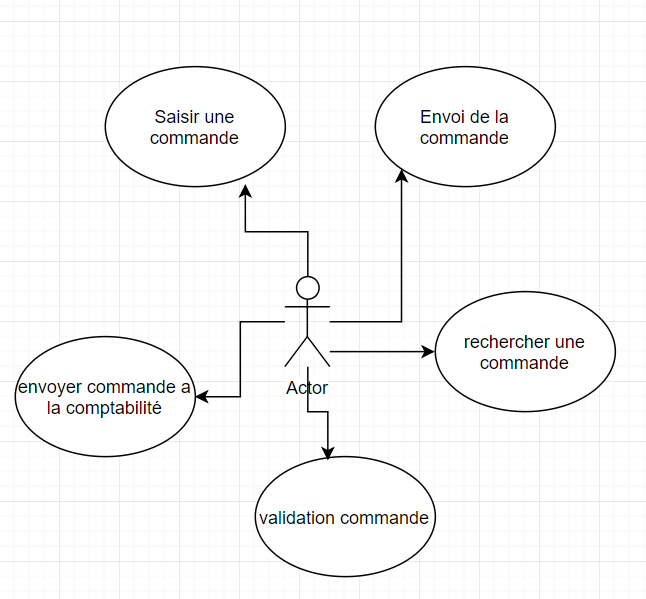 Saisir une
commande
Envoi de la
commande
rechercher une
commande
envoyer commande a
la comptabilité
Actor
validation commande